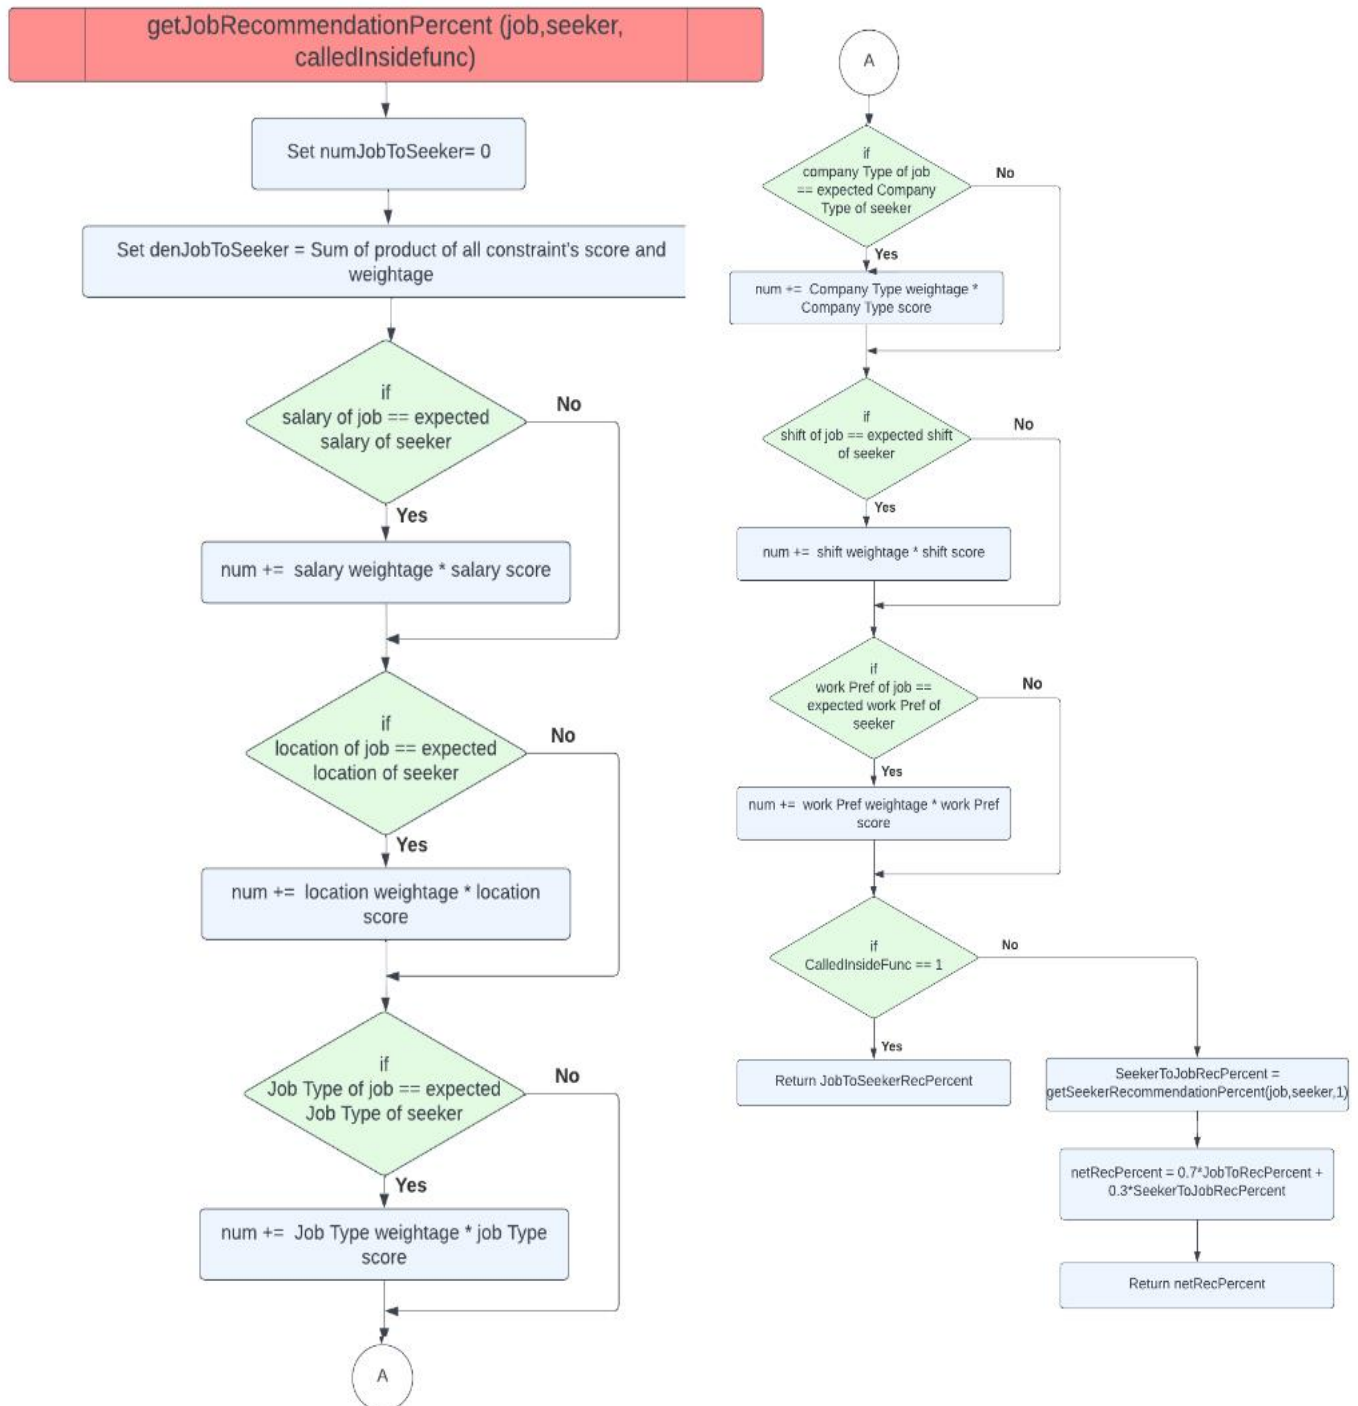 getJobRecommendationPercent (job,seeker,
calledInsidefunc)
Set numJobToSeeker= 0
Set denJobToSeeker = Sum of product of all constraint's score and
weightage
if
salary of job == expected
salary of seeker
No
Yes
num += salary weightage * salary score
if
location of job == expected
location of seeker
No
Yes
num += location weightage * location
score
if
Job Type of job == expected
Job Type of seeker
No
Yes
num += Job Type weightage * job Type
score
A
A
if
company Type of job
== expected Company
Type of seeker
No
Yes
num += Company Type weightage *
Company Type score
if
shift of job == expected shift
of seeker
No
Yes
num += shift weightage * shift score
if
work Pref of job ==
expected work Pref of
seeker
No
Yes
num += work Pref weightage * work Pref
score
if
CalledInsideFunc == 1
No
Yes
Return JobToSeekerRecPercent
SeekerToJobRecPercent =
getSeekerRecommendationPercent(job,seeker,1)
netRecPercent = 0.7*JobToRecPercent +
0.3*SeekerToJobRecPercent
Return netRecPercent